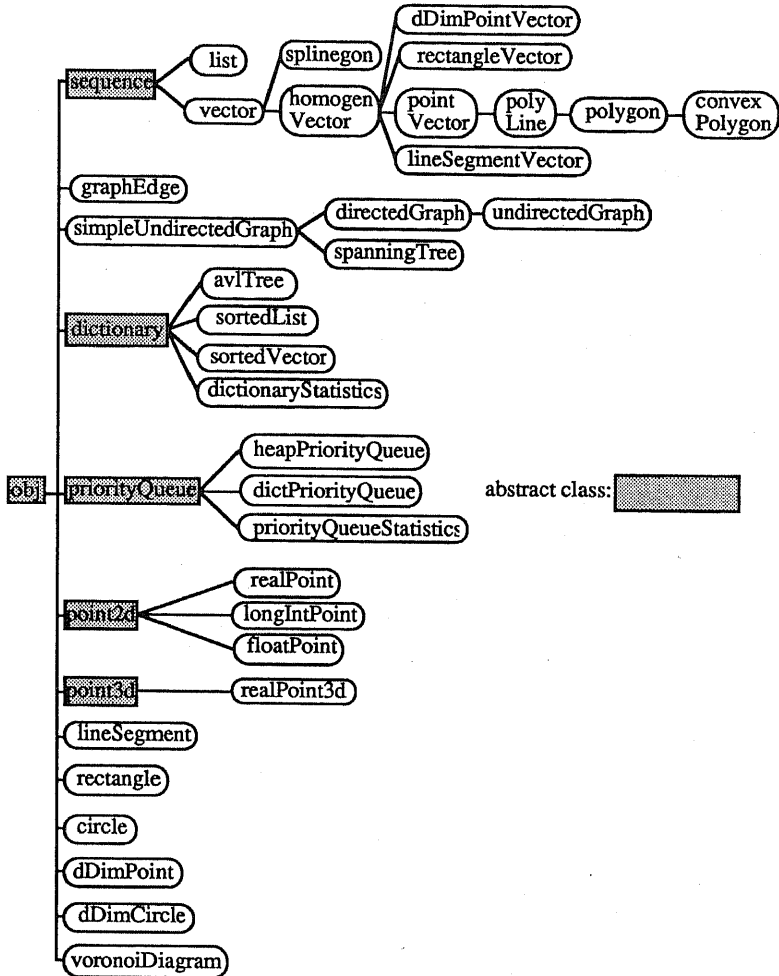 dDimPointVector
list
splinegon
rectangleVector
sequence
vector
homogen
Vector
point
Vector
poly
Line
polygon
convex
Polygon
lineSegmentVector
graphEdge
simpleUndirectedGraph
directedGraph
undirectedGraph
spanningTree
avlTree
sortedList
dictionary
sortedVector
dictionaryStatistics
heapPriorityQueue
obj
priorityQueue
dictPriorityQueue
abstract class:
priorityQueueStatistics
realPoint
point2d
longIntPoint
floatPoint
point3d
realPoint3d
lineSegment
rectangle
circle
dDimPoint
dDimCircle
voronoiDiagram